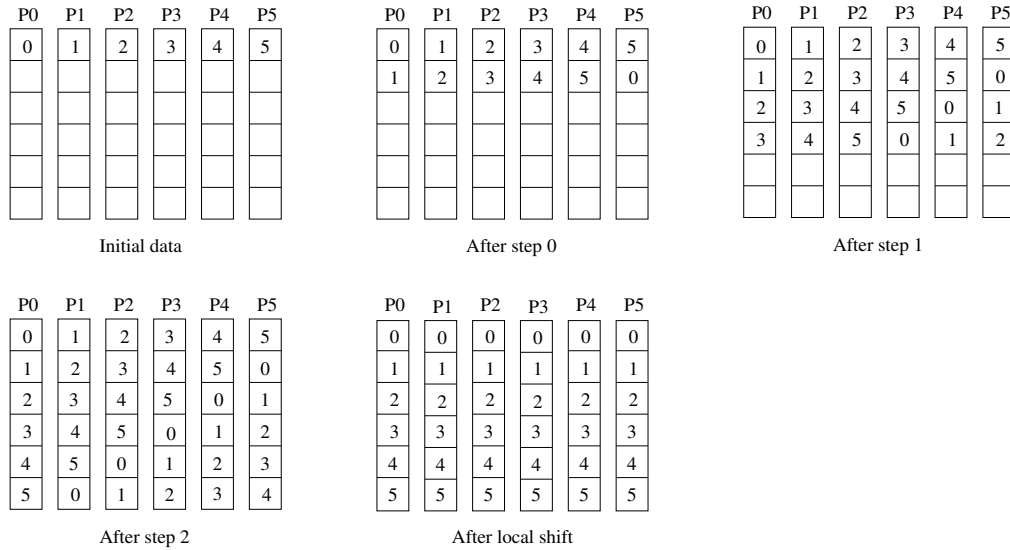 P0 P1 P2 P3 P4 P5
0 1 2 3 4 5
Initial data
P0 P1 P2 P3 P4 P5
0 1 2 3 4 5
1 2 3 4 5 0
After step 0
P0 P1 P2 P3 P4 P5
0 1 2 3 4 5
1 2 3 4 5 0
2 3 4 5 0 1
3 4 5 0 1 2
After step 1
P0 P1 P2 P3 P4 P5
0 1 2 3 4 5
1 2 3 4 5 0
2 3 4 5 0 1
3 4 5 0 1 2
4 5 0 1 2 3
5 0 1 2 3 4
After step 2
P0 P1 P2 P3 P4 P5
0 0 0 0 0 0
1 1 1 1 1 1
2 2 2 2 2 2
3 3 3 3 3 3
4 4 4 4 4 4
5 5 5 5 5 5
After local shift